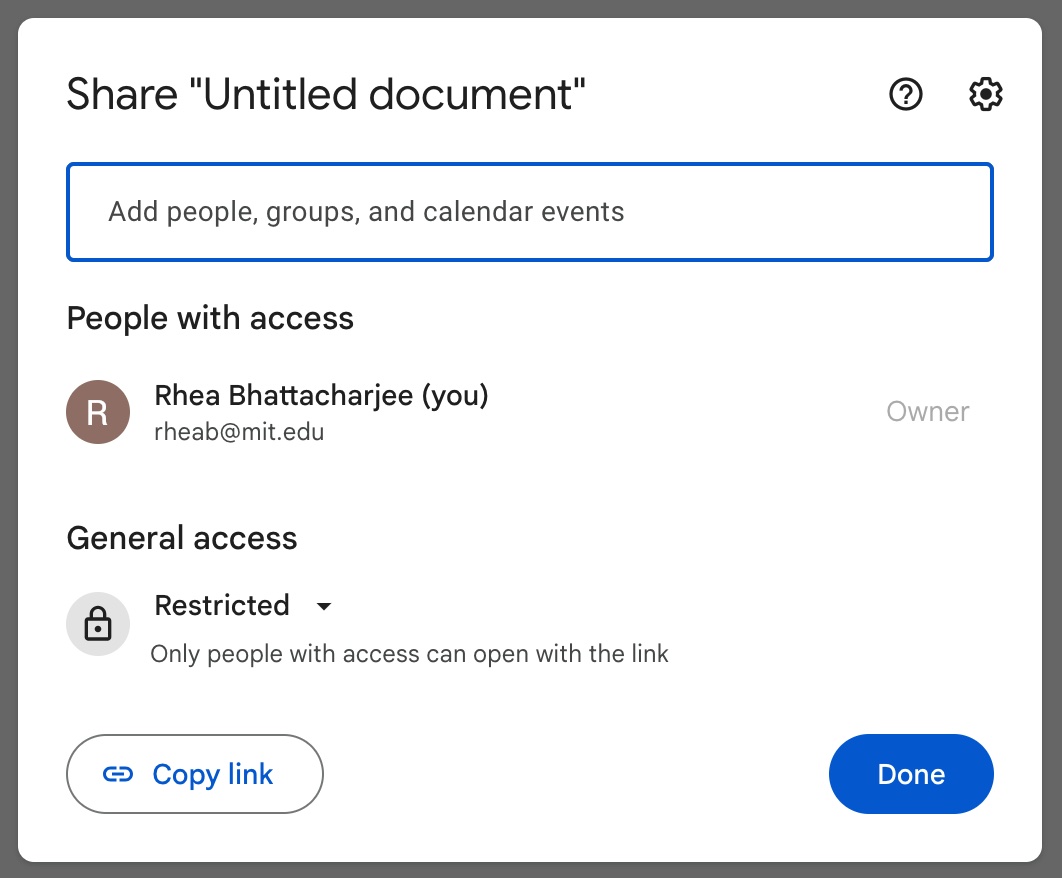 Share "Untitled document"
Add people, groups, and calendar events
People with access
R
Rhea Bhattacharjee (you)
rheab@mit.edu
Owner
General access
Restricted
Only people with access can open with the link
Copy link
Done